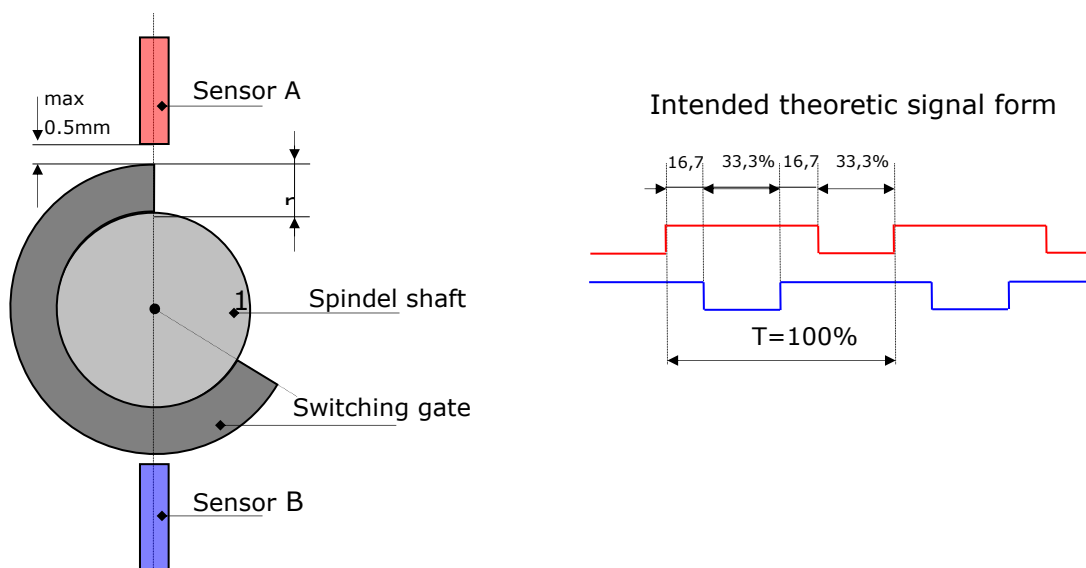 Sensor A
max
0.5mm
r
1
Spindel shaft
Switching gate
Sensor B
Intended theoretic signal form
16,7 33,3% 16,7 33,3%
T=100%